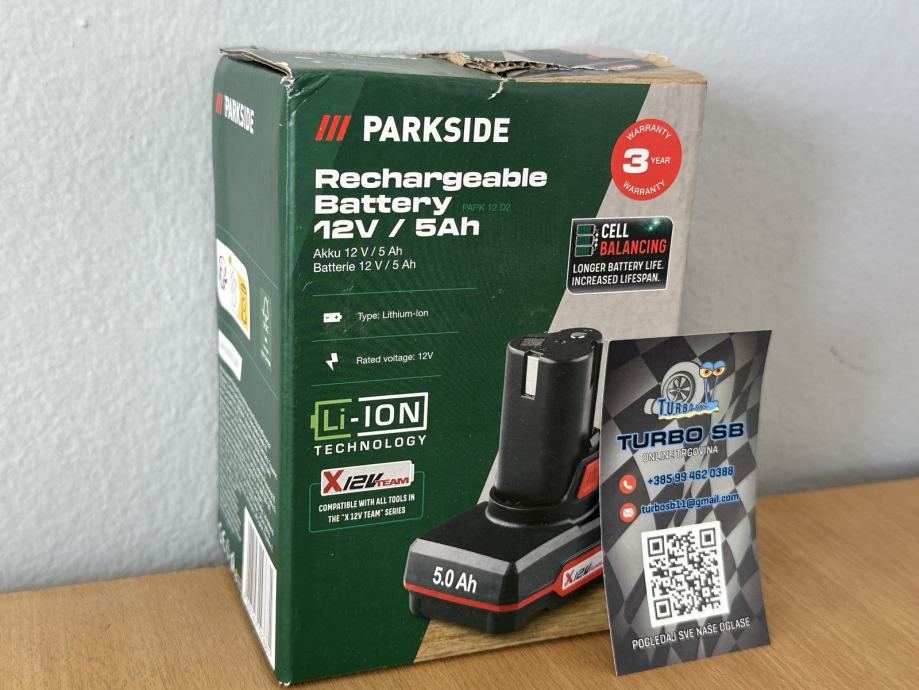 PARKSIDE
PARKSIDE
Rechargeable
Battery PAPK 12 D2
12V / 5Ah
Akku 12 V / 5 Ah
Batterie 12 V / 5 Ah
Type: Lithium-Ion
Rated voltage: 12V
Li-ION
TECHNOLOGY
X12V TEAM
COMPATIBLE WITH ALL TOOLS IN
THE "X 12V TEAM" SERIES
WARRANTY
3 YEAR
WARRANTY
CELL
BALANCING
LONGER BATTERY LIFE.
INCREASED LIFESPAN.
5.0 Ah
X12V
TURBO
TURBO SB
ONLINE TRGOVINA
+385 99 462 0388
turbosb11@gmail.com
POGLEDAJ SVE NAŠE OGLASE